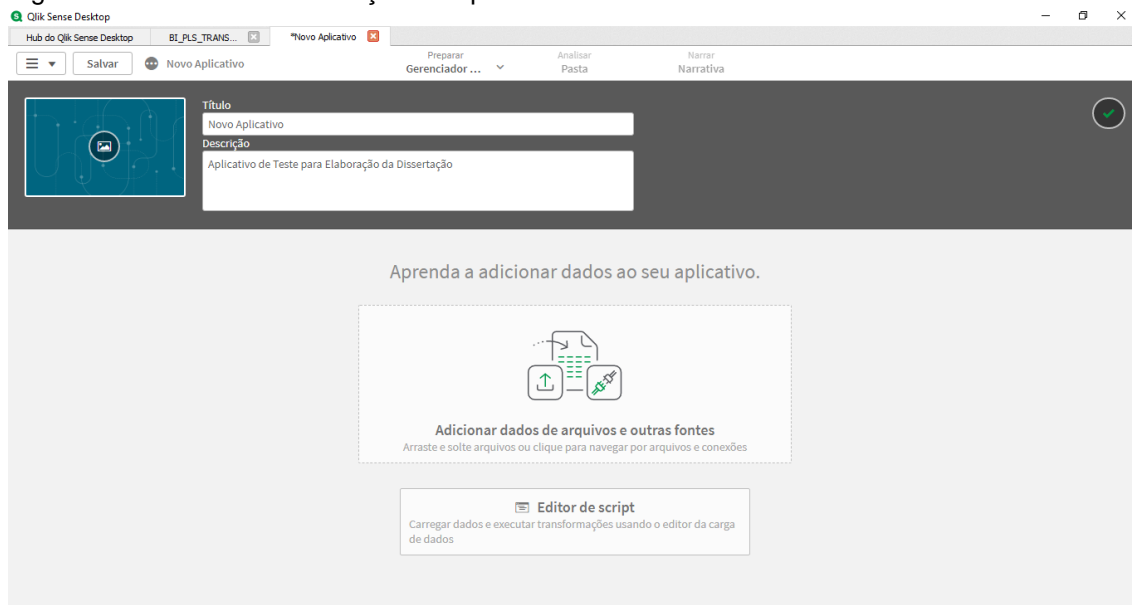 Qlik Sense Desktop
Hub do Qlik Sense Desktop BI_PLS_TRANS... *Novo Aplicativo
Salvar Novo Aplicativo
Preparar Analisar Narrar
Gerenciador ... Pasta Narrativa
Título
Novo Aplicativo
Descrição
Aplicativo de Teste para Elaboração da Dissertação
Aprenda a adicionar dados ao seu aplicativo.
Adicionar dados de arquivos e outras fontes
Arraste e solte arquivos ou clique para navegar por arquivos e conexões
Editor de script
Carregar dados e executar transformações usando o editor da carga
de dados